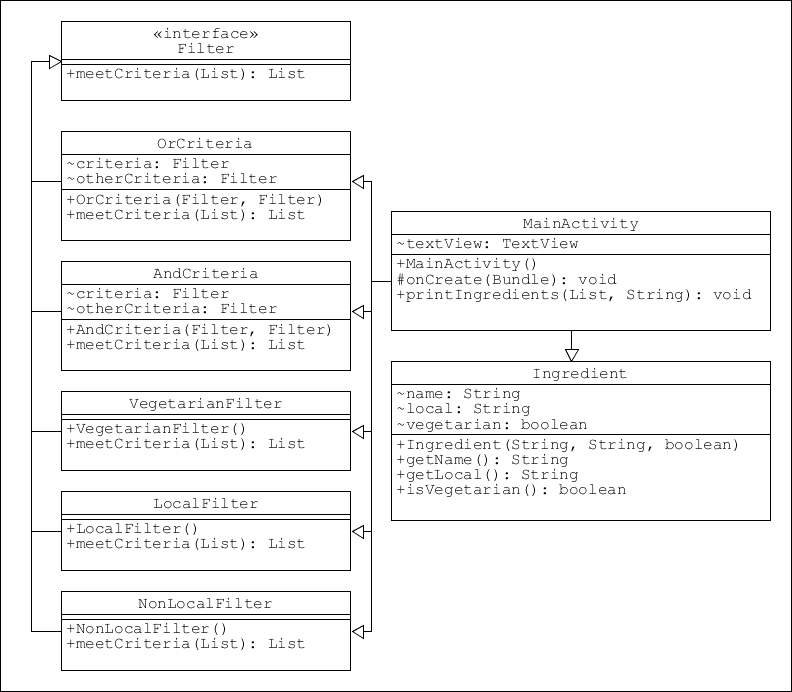 «interface»
Filter
+meetCriteria(List): List
OrCriteria
~criteria: Filter
~otherCriteria: Filter
+OrCriteria(Filter, Filter)
+meetCriteria(List): List
AndCriteria
~criteria: Filter
~otherCriteria: Filter
+AndCriteria(Filter, Filter)
+meetCriteria(List): List
VegetarianFilter
+VegetarianFilter()
+meetCriteria(List): List
LocalFilter
+LocalFilter()
+meetCriteria(List): List
NonLocalFilter
+NonLocalFilter()
+meetCriteria(List): List
MainActivity
~textView: TextView
+MainActivity()
#onCreate(Bundle): void
+printIngredients(List, String): void
Ingredient
~name: String
~local: String
~vegetarian: boolean
+Ingredient(String, String, boolean)
+getName(): String
+getLocal(): String
+isVegetarian(): boolean